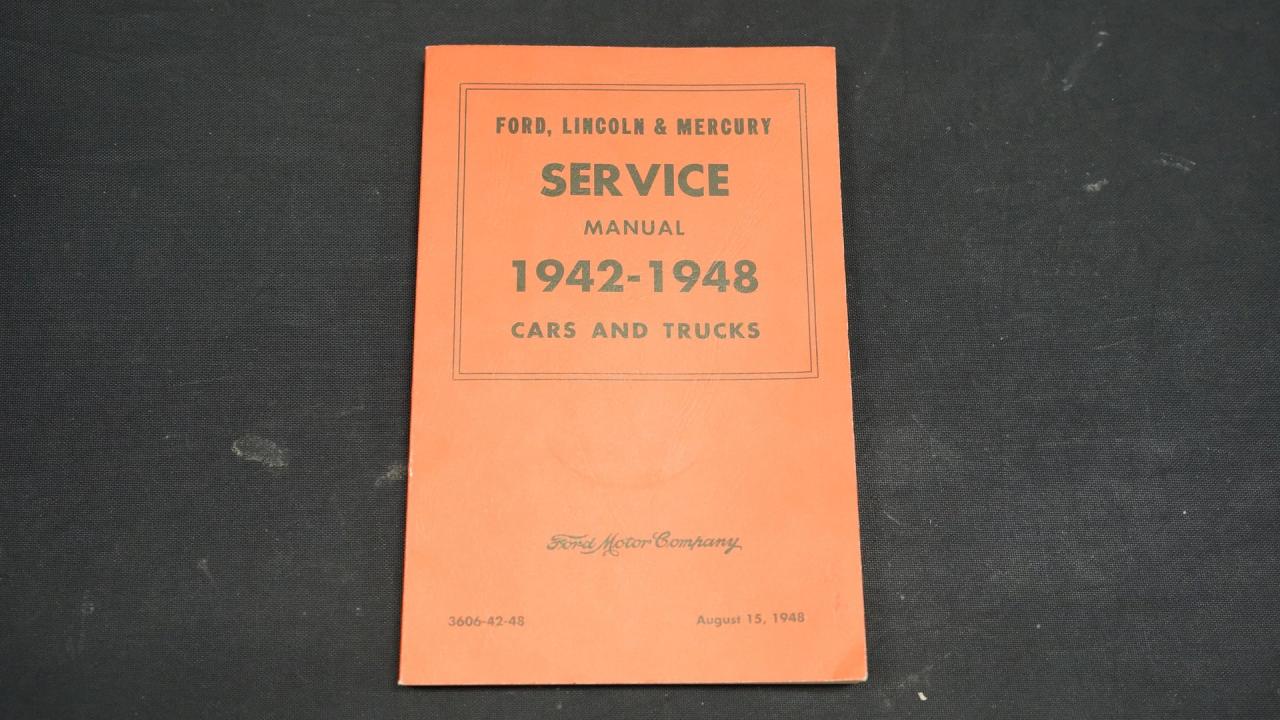 FORD, LINCOLN & MERCURY
SERVICE
MANUAL
1942-1948
CARS AND TRUCKS
Ford Motor Company
3606-42-48 August 15, 1948